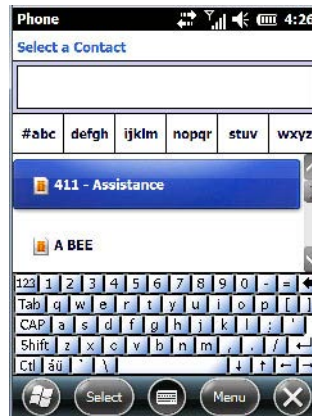 Phone 4:26
Select a Contact
#abc defgh ijklm nopqr stuv wxyz
411 - Assistance
A BEE
123 1 2 3 4 5 6 7 8 9 0 - =
Tab q w e r t y u i o p [ ]
CAP a s d f g h j k l ; '
Shift z x c v b n m , . /
Ctl áü ` \
Select Menu